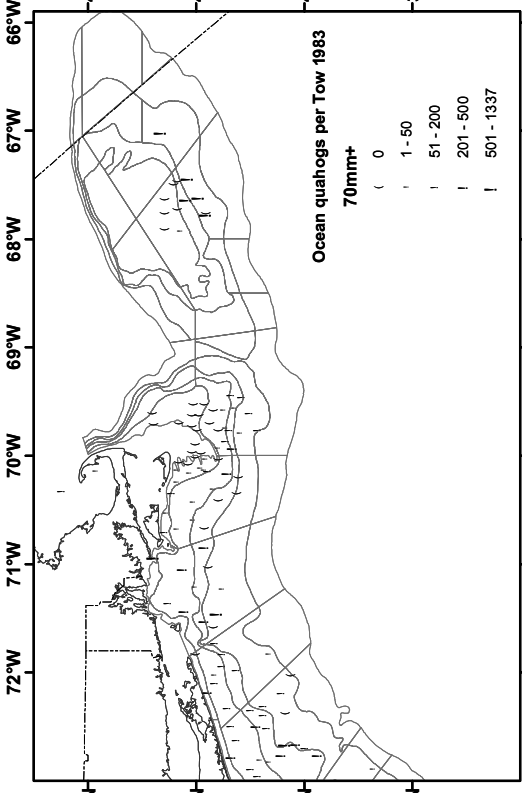 66°W
67°W
68°W
69°W
70°W
71°W
72°W
Ocean quahogs per Tow 1983
70mm+
0
1 - 50
51 - 200
201 - 500
501 - 1337